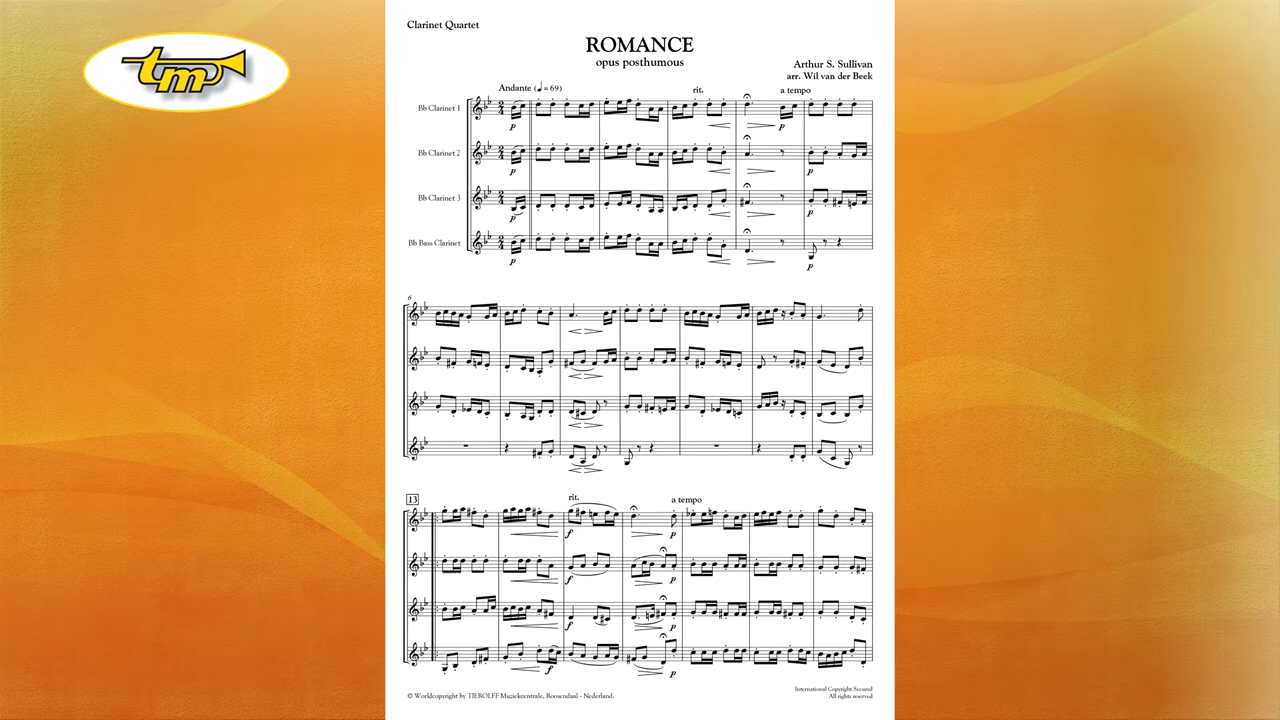 tm
Clarinet Quartet
ROMANCE
opus posthumous
Arthur S. Sullivan
arr. Wil van der Beek
Andante (♩ = 69)
rit.
a tempo
Bb Clarinet 1
p
p
Bb Clarinet 2
p
p
Bb Clarinet 3
p
p
Bb Bass Clarinet
p
p
6
13
rit.
a tempo
f
p
f
p
f
p
f
p
© Worldcopyright by TIEROLFF Muziekcentrale, Roosendaal - Nederland.
International Copyright Secured
All rights reserved